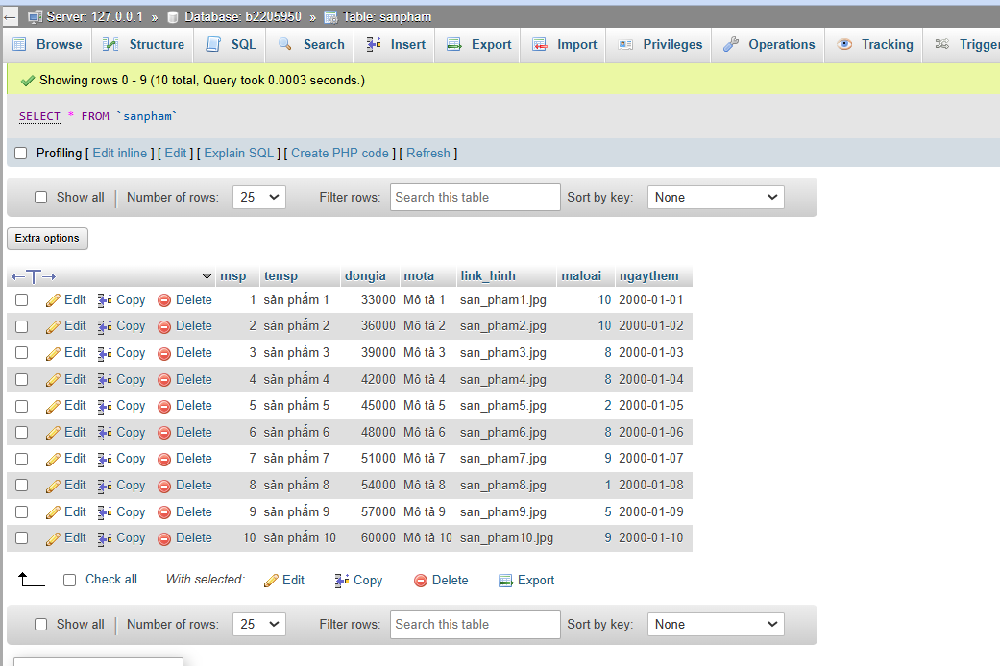 Server: 127.0.0.1 » Database: b2205950 » Table: sanpham
Browse Structure SQL Search Insert Export Import Privileges Operations Tracking Trigger
Showing rows 0 - 9 (10 total, Query took 0.0003 seconds.)
SELECT * FROM `sanpham`
Profiling [ Edit inline ] [ Edit ] [ Explain SQL ] [ Create PHP code ] [ Refresh ]
Show all Number of rows: 25 Filter rows: Search this table Sort by key: None
Extra options
←T→ msp tensp dongia mota link_hinh maloai ngaythem
Edit Copy Delete 1 sản phẩm 1 33000 Mô tả 1 san_pham1.jpg 10 2000-01-01
Edit Copy Delete 2 sản phẩm 2 36000 Mô tả 2 san_pham2.jpg 10 2000-01-02
Edit Copy Delete 3 sản phẩm 3 39000 Mô tả 3 san_pham3.jpg 8 2000-01-03
Edit Copy Delete 4 sản phẩm 4 42000 Mô tả 4 san_pham4.jpg 8 2000-01-04
Edit Copy Delete 5 sản phẩm 5 45000 Mô tả 5 san_pham5.jpg 2 2000-01-05
Edit Copy Delete 6 sản phẩm 6 48000 Mô tả 6 san_pham6.jpg 8 2000-01-06
Edit Copy Delete 7 sản phẩm 7 51000 Mô tả 7 san_pham7.jpg 9 2000-01-07
Edit Copy Delete 8 sản phẩm 8 54000 Mô tả 8 san_pham8.jpg 1 2000-01-08
Edit Copy Delete 9 sản phẩm 9 57000 Mô tả 9 san_pham9.jpg 5 2000-01-09
Edit Copy Delete 10 sản phẩm 10 60000 Mô tả 10 san_pham10.jpg 9 2000-01-10
Check all With selected: Edit Copy Delete Export
Show all Number of rows: 25 Filter rows: Search this table Sort by key: None